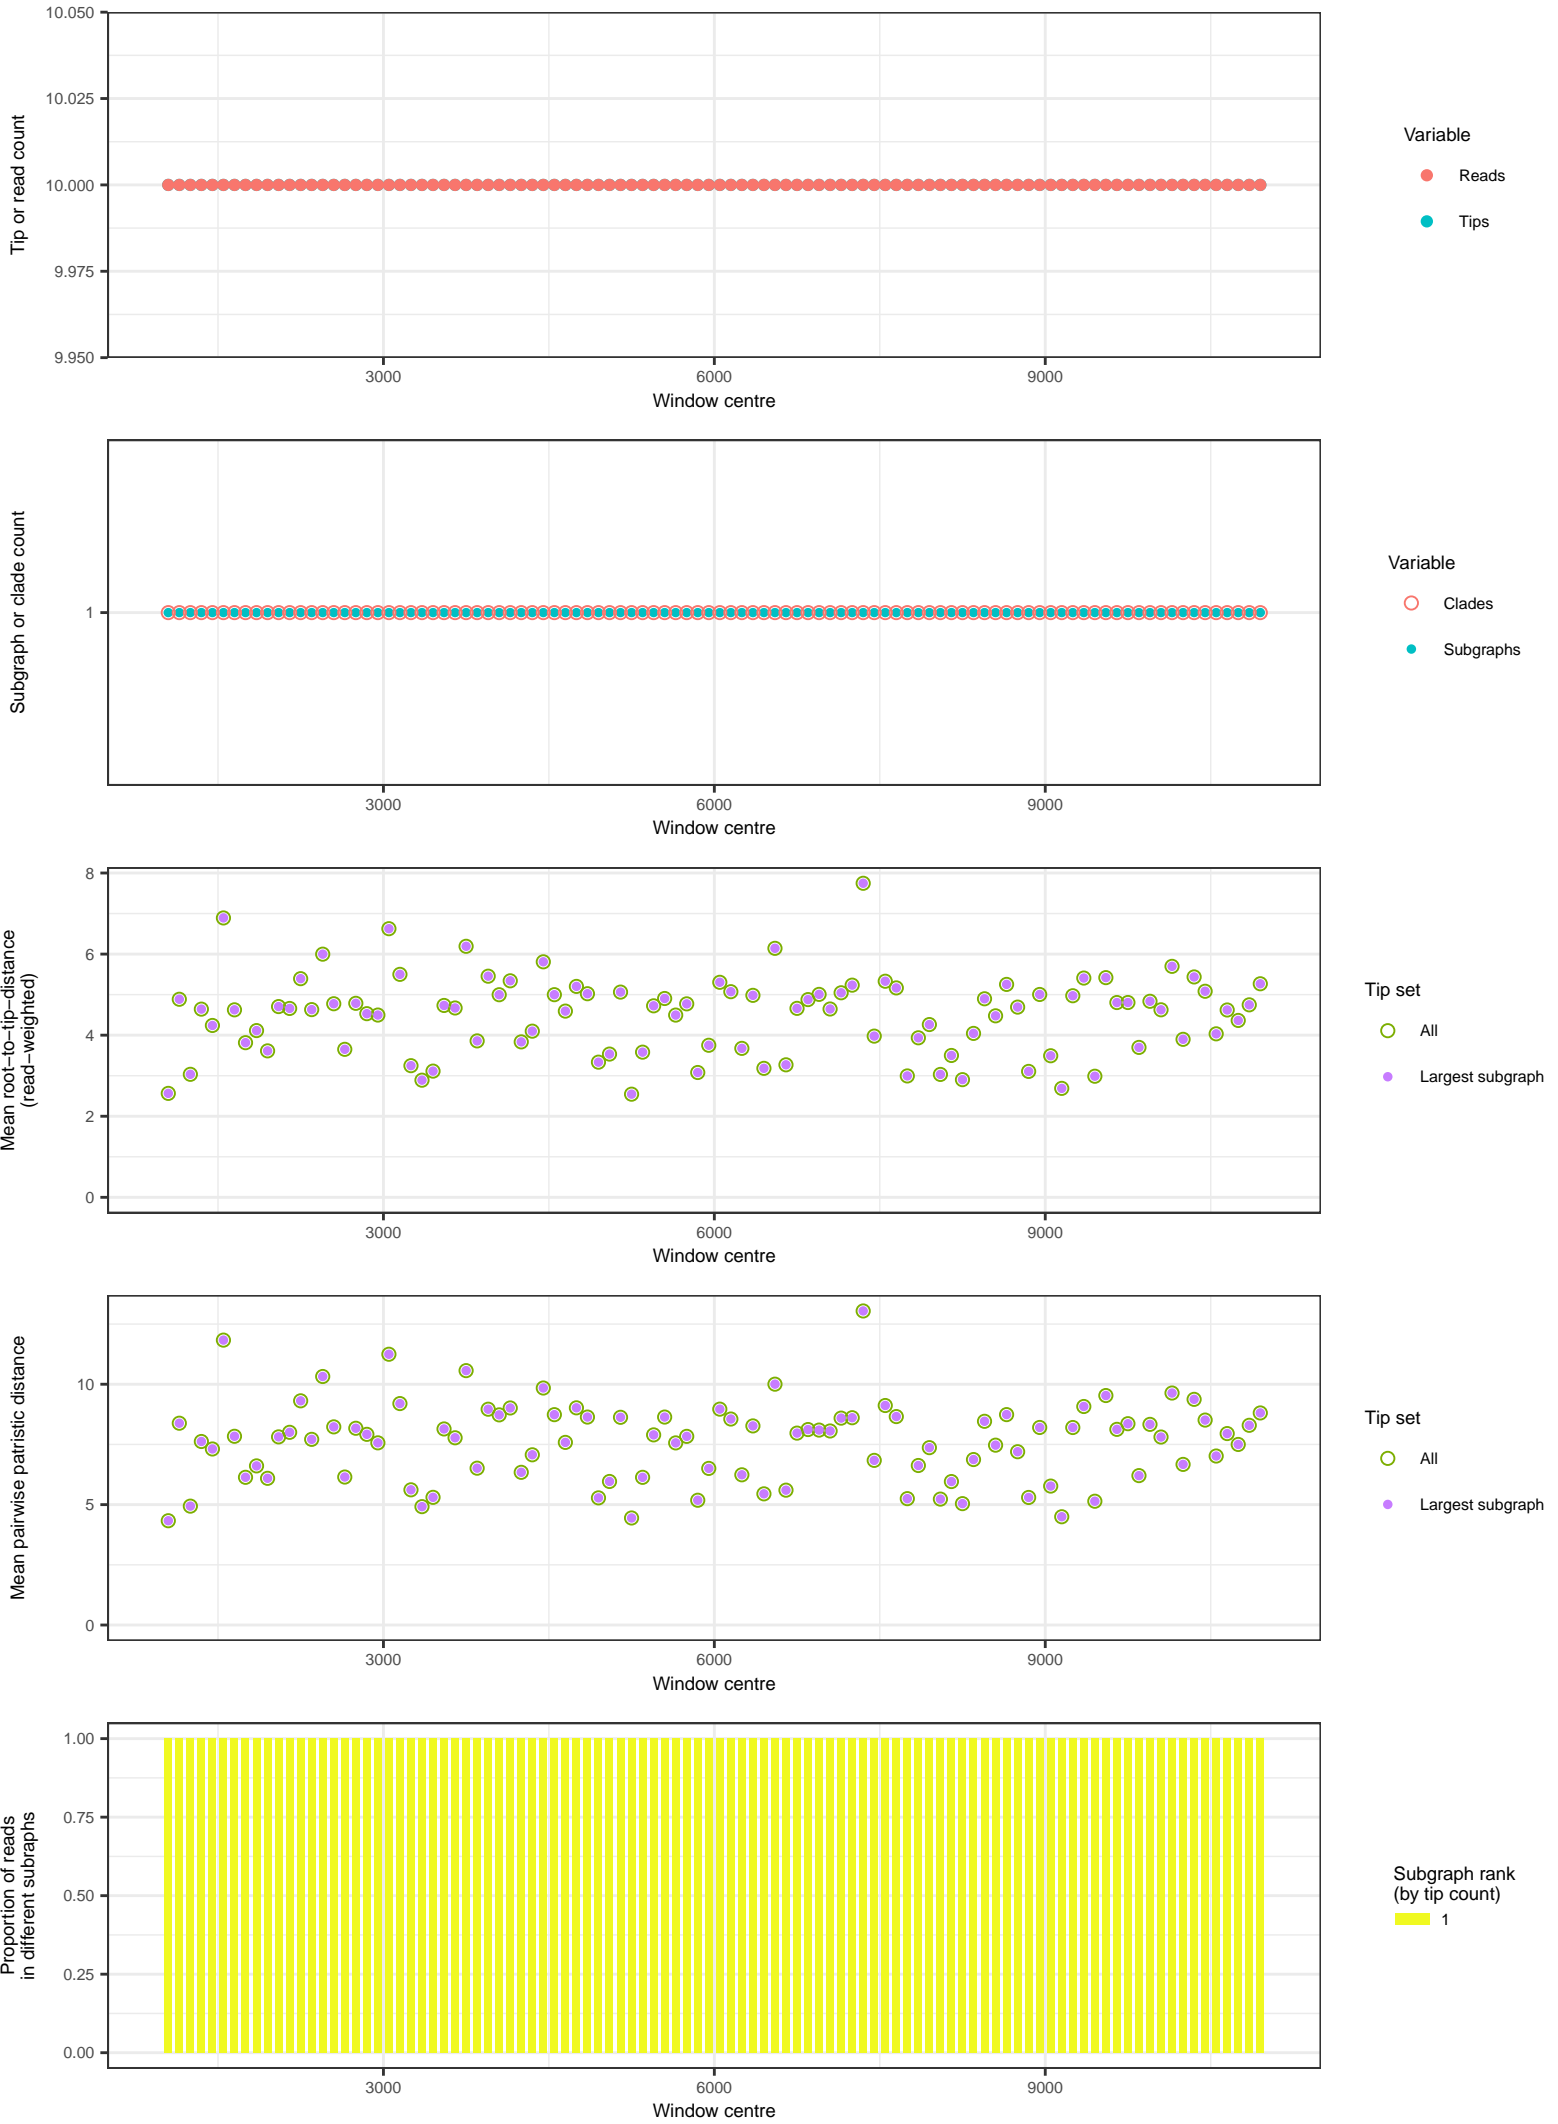 10.050
10.025
10.000
9.975
9.950
Tip or read count
3000
6000
9000
Window centre
Variable
Reads
Tips
Subgraph or clade count
1
3000
6000
9000
Window centre
Variable
Clades
Subgraphs
Mean root−to−tip−distance
(read−weighted)
8
6
4
2
0
3000
6000
9000
Window centre
Tip set
All
Largest subgraph
Mean pairwise patristic distance
10
5
0
3000
6000
9000
Window centre
Tip set
All
Largest subgraph
Proportion of reads
in different subraphs
1.00
0.75
0.50
0.25
0.00
3000
6000
9000
Window centre
Subgraph rank
(by tip count)
1